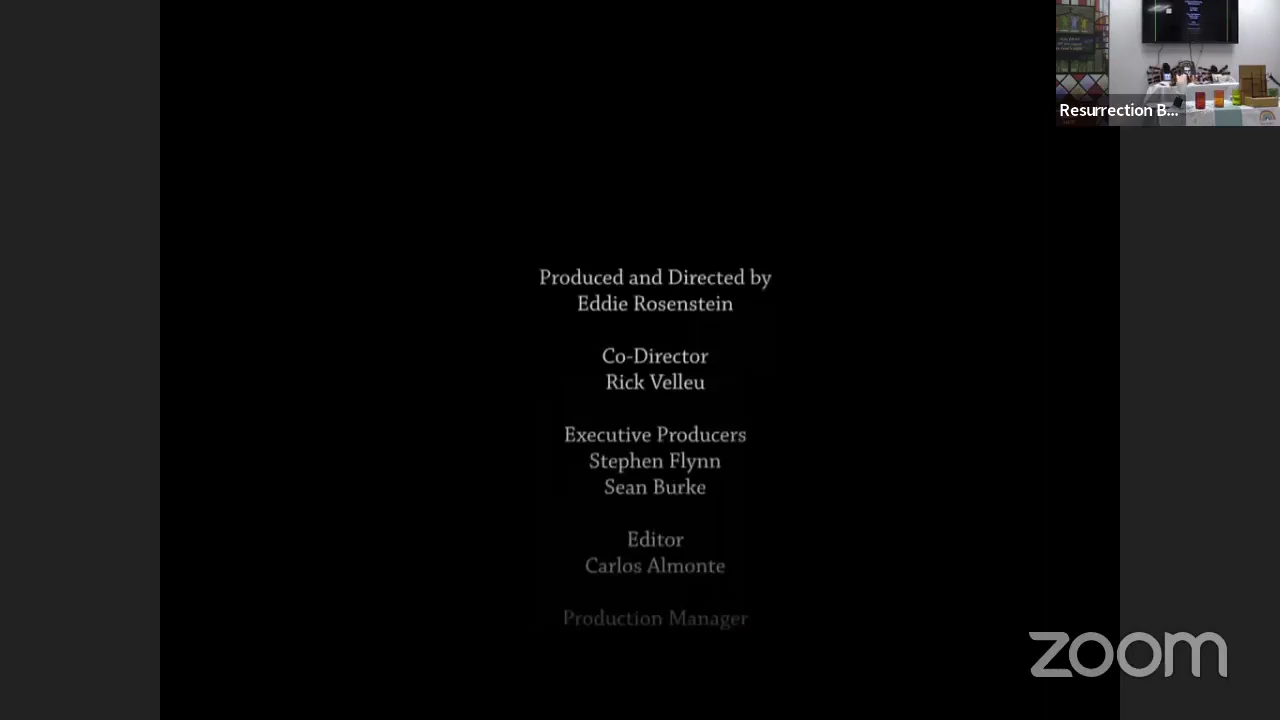 Resurrection B...
Produced and Directed by
Eddie Rosenstein
Co-Director
Rick Velleu
Executive Producers
Stephen Flynn
Sean Burke
Editor
Carlos Almonte
Production Manager
zoom